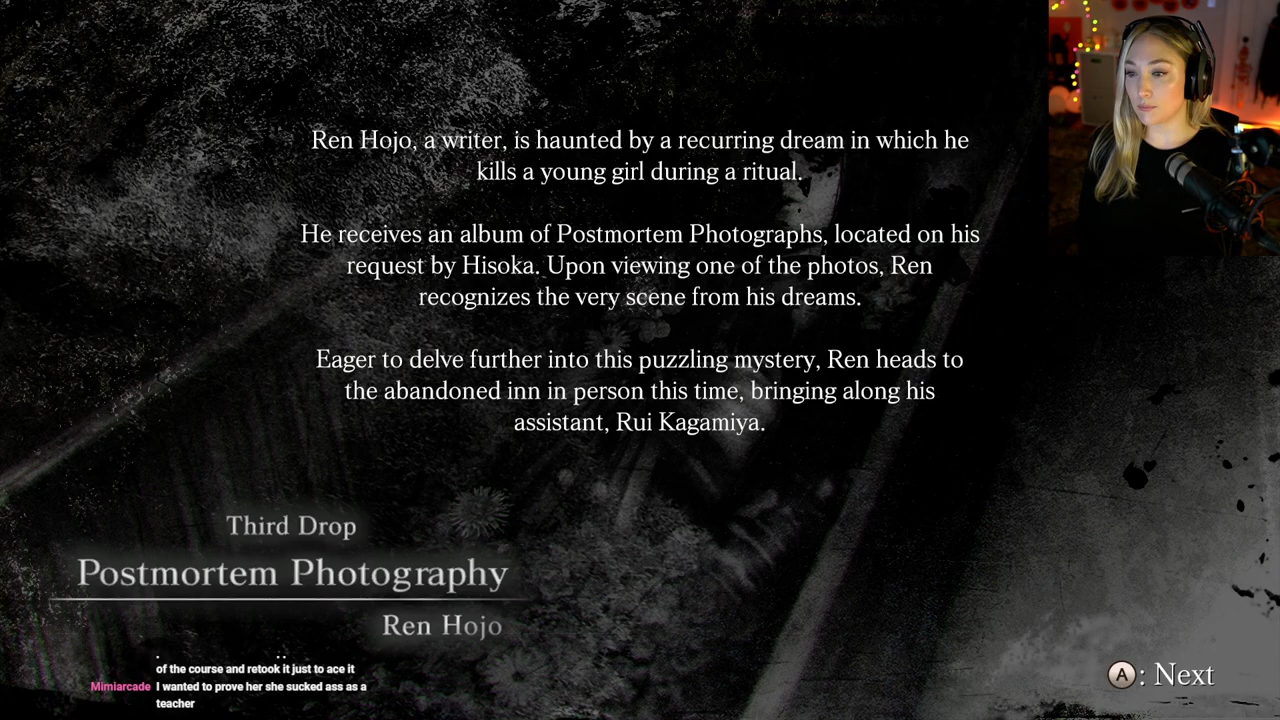 Ren Hojo, a writer, is haunted by a recurring dream in which he
kills a young girl during a ritual.
He receives an album of Postmortem Photographs, located on his
request by Hisoka. Upon viewing one of the photos, Ren
recognizes the very scene from his dreams.
Eager to delve further into this puzzling mystery, Ren heads to
the abandoned inn in person this time, bringing along his
assistant, Rui Kagamiya.
Third Drop
Postmortem Photography
Ren Hojo
of the course and retook it just to ace it
Mimiarcade I wanted to prove her she sucked ass as a
teacher
A : Next